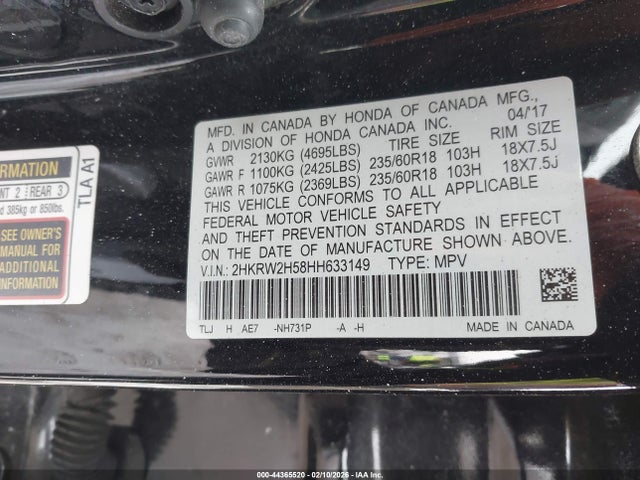 MFD. IN CANADA BY HONDA OF CANADA MFG., 04/'17
A DIVISION OF HONDA CANADA INC.
GVWR 2130KG (4695LBS) TIRE SIZE RIM SIZE
GAWR F 1100KG (2425LBS) 235/60R18 103H 18X7.5J
GAWR R 1075KG (2369LBS) 235/60R18 103H 18X7.5J
THIS VEHICLE CONFORMS TO ALL APPLICABLE
FEDERAL MOTOR VEHICLE SAFETY
AND THEFT PREVENTION STANDARDS IN EFFECT
ON THE DATE OF MANUFACTURE SHOWN ABOVE.
V.I.N.: 2HKRW2H58HH633149 TYPE: MPV
TLJ H AE7 -NH731P -A -H MADE IN CANADA
2 REAR 3
385kg or 850lbs.
SEE OWNER'S
MANUAL FOR
ADDITIONAL
INFORMATION
TLA A1
000-44365520 - 02/10/2026 - IAA Inc.